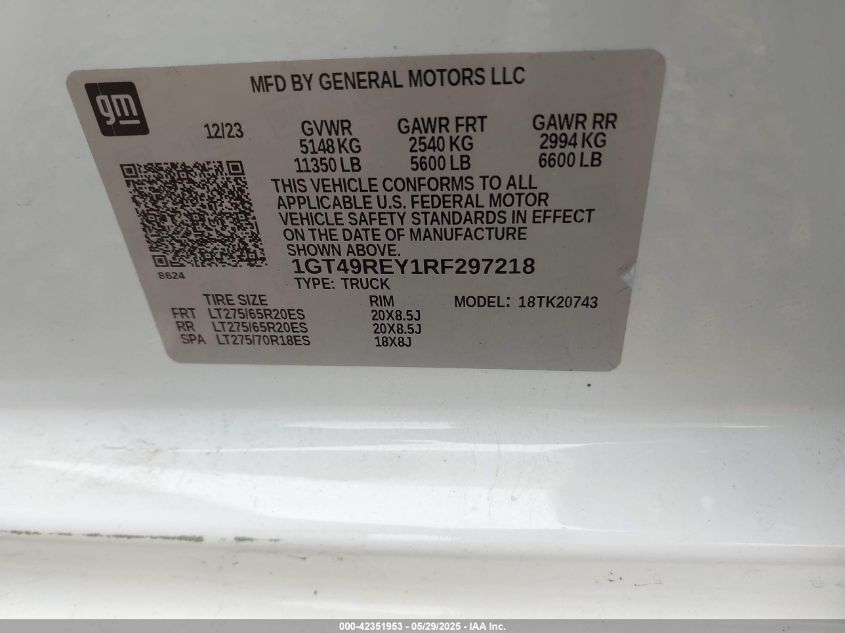 gm
MFD BY GENERAL MOTORS LLC
12/23 GVWR GAWR FRT GAWR RR
5148 KG 2540 KG 2994 KG
11350 LB 5600 LB 6600 LB
THIS VEHICLE CONFORMS TO ALL
APPLICABLE U.S. FEDERAL MOTOR
VEHICLE SAFETY STANDARDS IN EFFECT
ON THE DATE OF MANUFACTURE
SHOWN ABOVE.
8624
1GT49REY1RF297218
TYPE: TRUCK
TIRE SIZE RIM MODEL: 18TK20743
FRT LT275/65R20ES 20X8.5J
RR LT275/65R20ES 20X8.5J
SPA LT275/70R18ES 18X8J
000-42351953 - 05/29/2025 - IAA Inc.